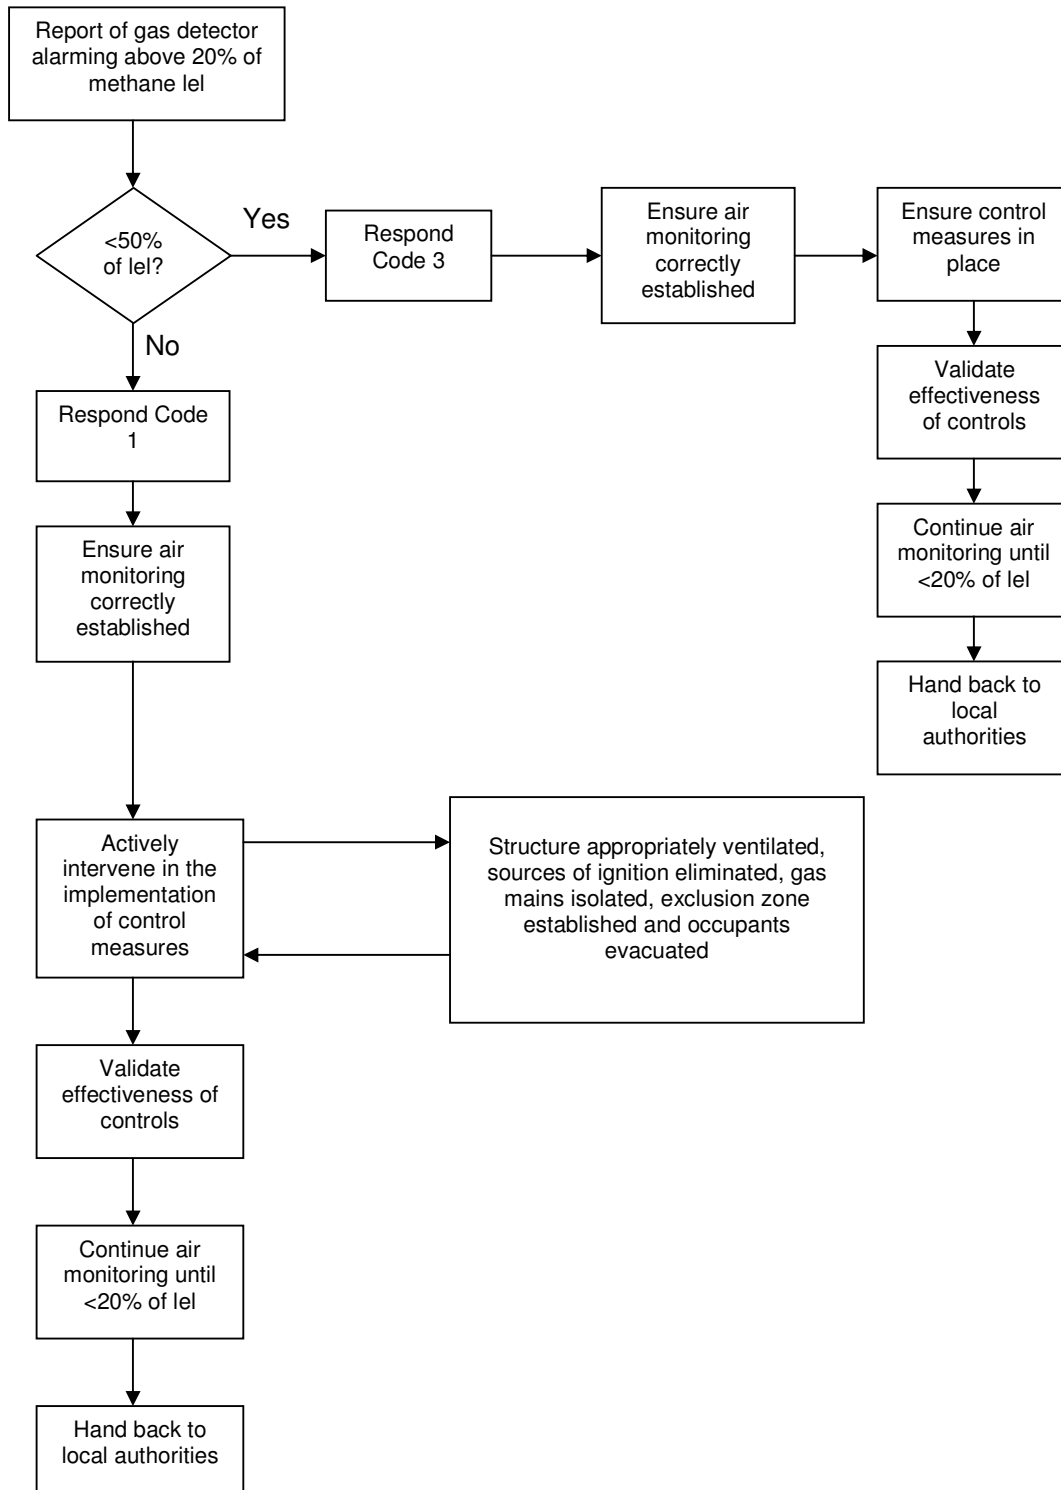 Report of gas detector
alarming above 20% of
methane lel
<50%
of lel?
Yes
Respond
Code 3
Ensure air
monitoring
correctly
established
Ensure control
measures in
place
Validate
effectiveness
of controls
Continue air
monitoring until
<20% of lel
Hand back to
local
authorities
No
Respond Code
1
Ensure air
monitoring
correctly
established
Actively
intervene in the
implementation
of control
measures
Structure appropriately ventilated,
sources of ignition eliminated, gas
mains isolated, exclusion zone
established and occupants
evacuated
Validate
effectiveness of
controls
Continue air
monitoring until
<20% of lel
Hand back to
local authorities